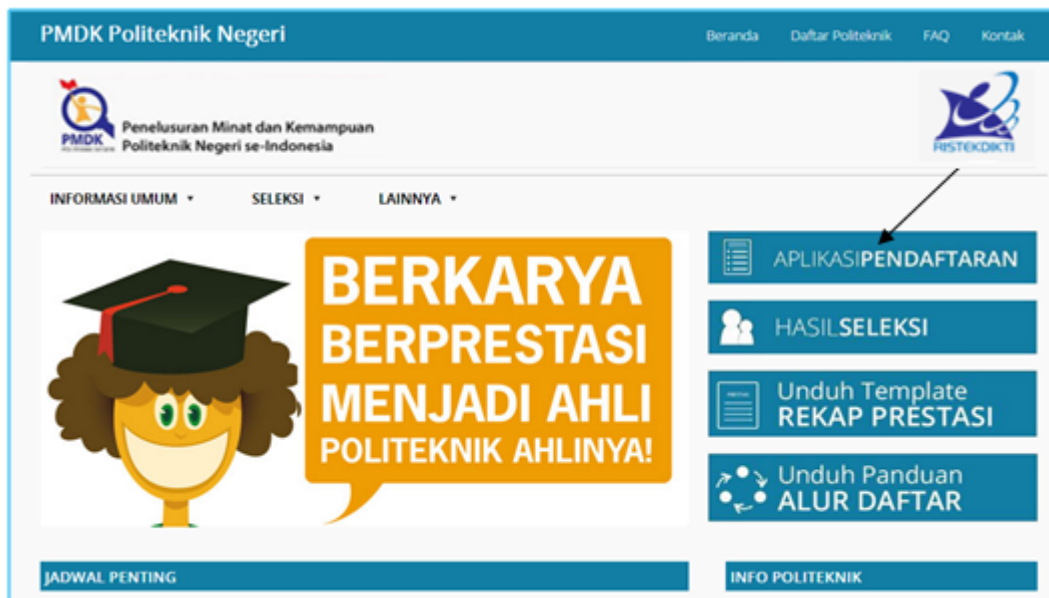 PMDK Politeknik Negeri
Beranda Daftar Politeknik FAQ Kontak
PMDK
Penelusuran Minat dan Kemampuan
Politeknik Negeri se-Indonesia
RISTEKDIKTI
INFORMASI UMUM SELEKSI LAINNYA
BERKARYA
BERPRESTASI
MENJADI AHLI
POLITEKNIK AHLINYA!
APLIKASIPENDAFTARAN
HASILSELEKSI
Unduh Template
REKAP PRESTASI
Unduh Panduan
ALUR DAFTAR
JADWAL PENTING
INFO POLITEKNIK